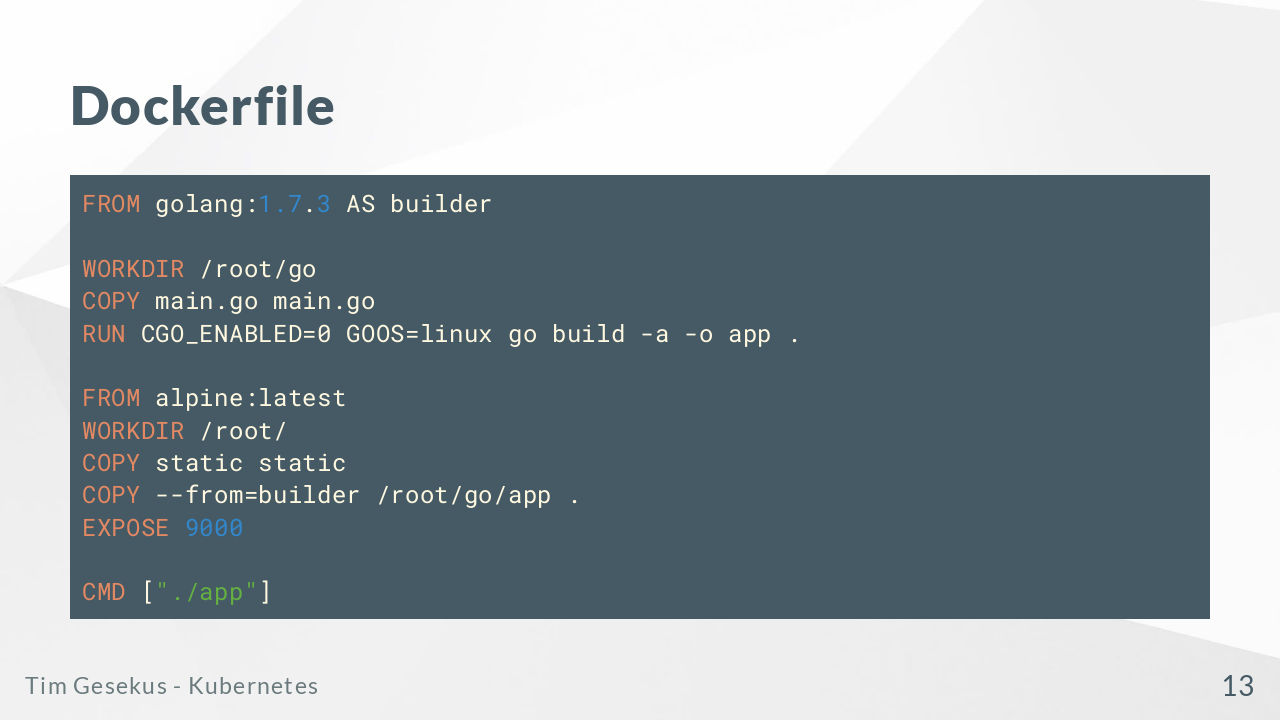 Dockerfile
FROM golang:1.7.3 AS builder
WORKDIR /root/go
COPY main.go main.go
RUN CGO_ENABLED=0 GOOS=linux go build -a -o app .
FROM alpine:latest
WORKDIR /root/
COPY static static
COPY --from=builder /root/go/app .
EXPOSE 9000
CMD ["./app"]
Tim Gesekus - Kubernetes
13